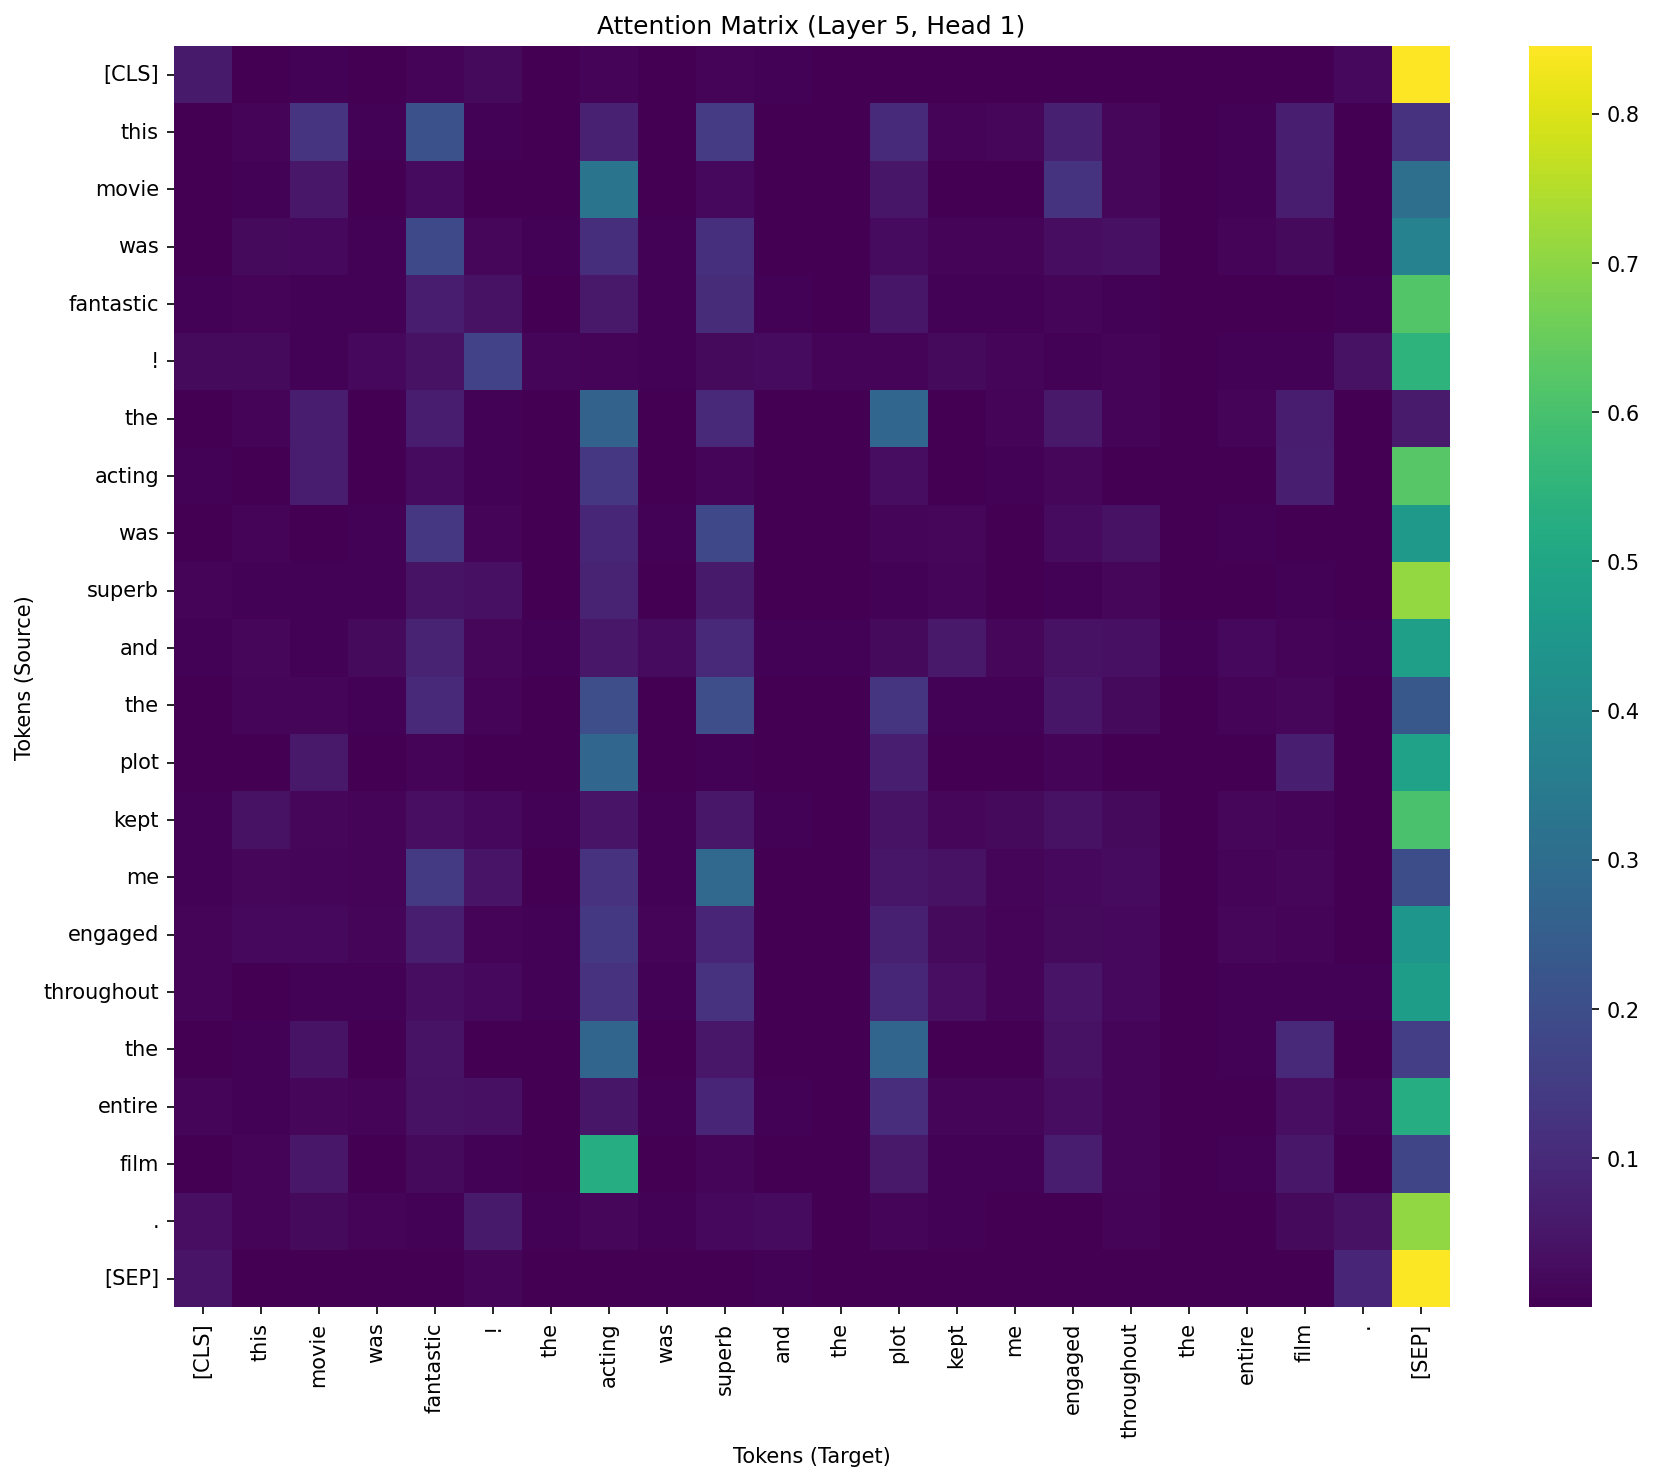 Attention Matrix (Layer 5, Head 1)
Tokens (Source)
[CLS]
this
movie
was
fantastic
!
the
acting
was
superb
and
the
plot
kept
me
engaged
throughout
the
entire
film
.
[SEP]
[CLS]
this
movie
was
fantastic
!
the
acting
was
superb
and
the
plot
kept
me
engaged
throughout
the
entire
film
.
[SEP]
Tokens (Target)
0.8
0.7
0.6
0.5
0.4
0.3
0.2
0.1